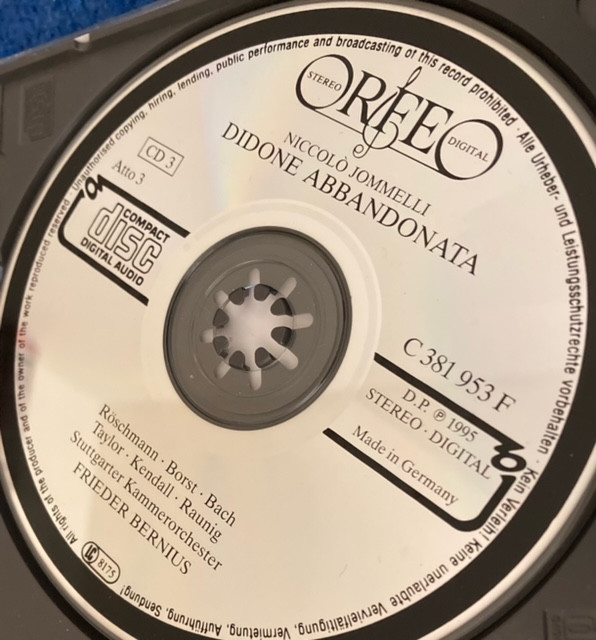 Unauthorised copying, hiring, lending, public performance and broadcasting of this record prohibited · Alle Urheber- und Leistungsschutzrechte vorbehalten · Kein Verleih! Keine unerlaubte Vervielfältigung, Vermietung, Aufführung, Sendung!
All rights of the producer and of the owner of the work reproduced reserved ·
STEREO ORFEO DIGITAL
NICCOLÒ JOMMELLI
DIDONE ABBANDONATA
CD 3
Atto 3
COMPACT
disc
DIGITAL AUDIO
C 381 953 F
D.P. ℗ 1995
STEREO · DIGITAL
Made in Germany
Röschmann · Borst · Bach
Taylor · Kendall · Raunig
Stuttgarter Kammerorchester
FRIEDER BERNIUS
8175